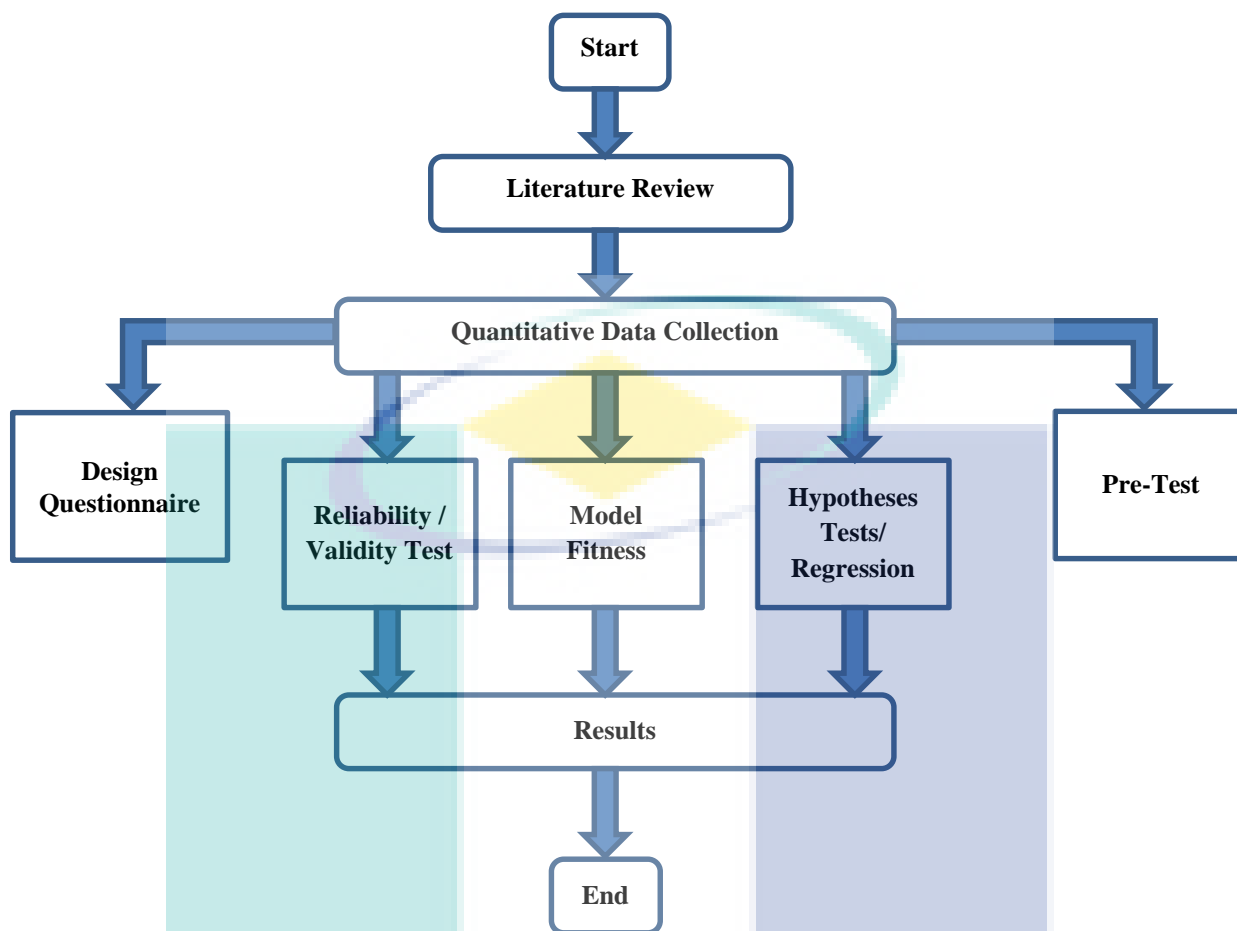 Start
Literature Review
Quantitative Data Collection
Design
Questionnaire
Reliability /
Validity Test
Model
Fitness
Hypotheses
Tests/
Regression
Pre-Test
Results
End